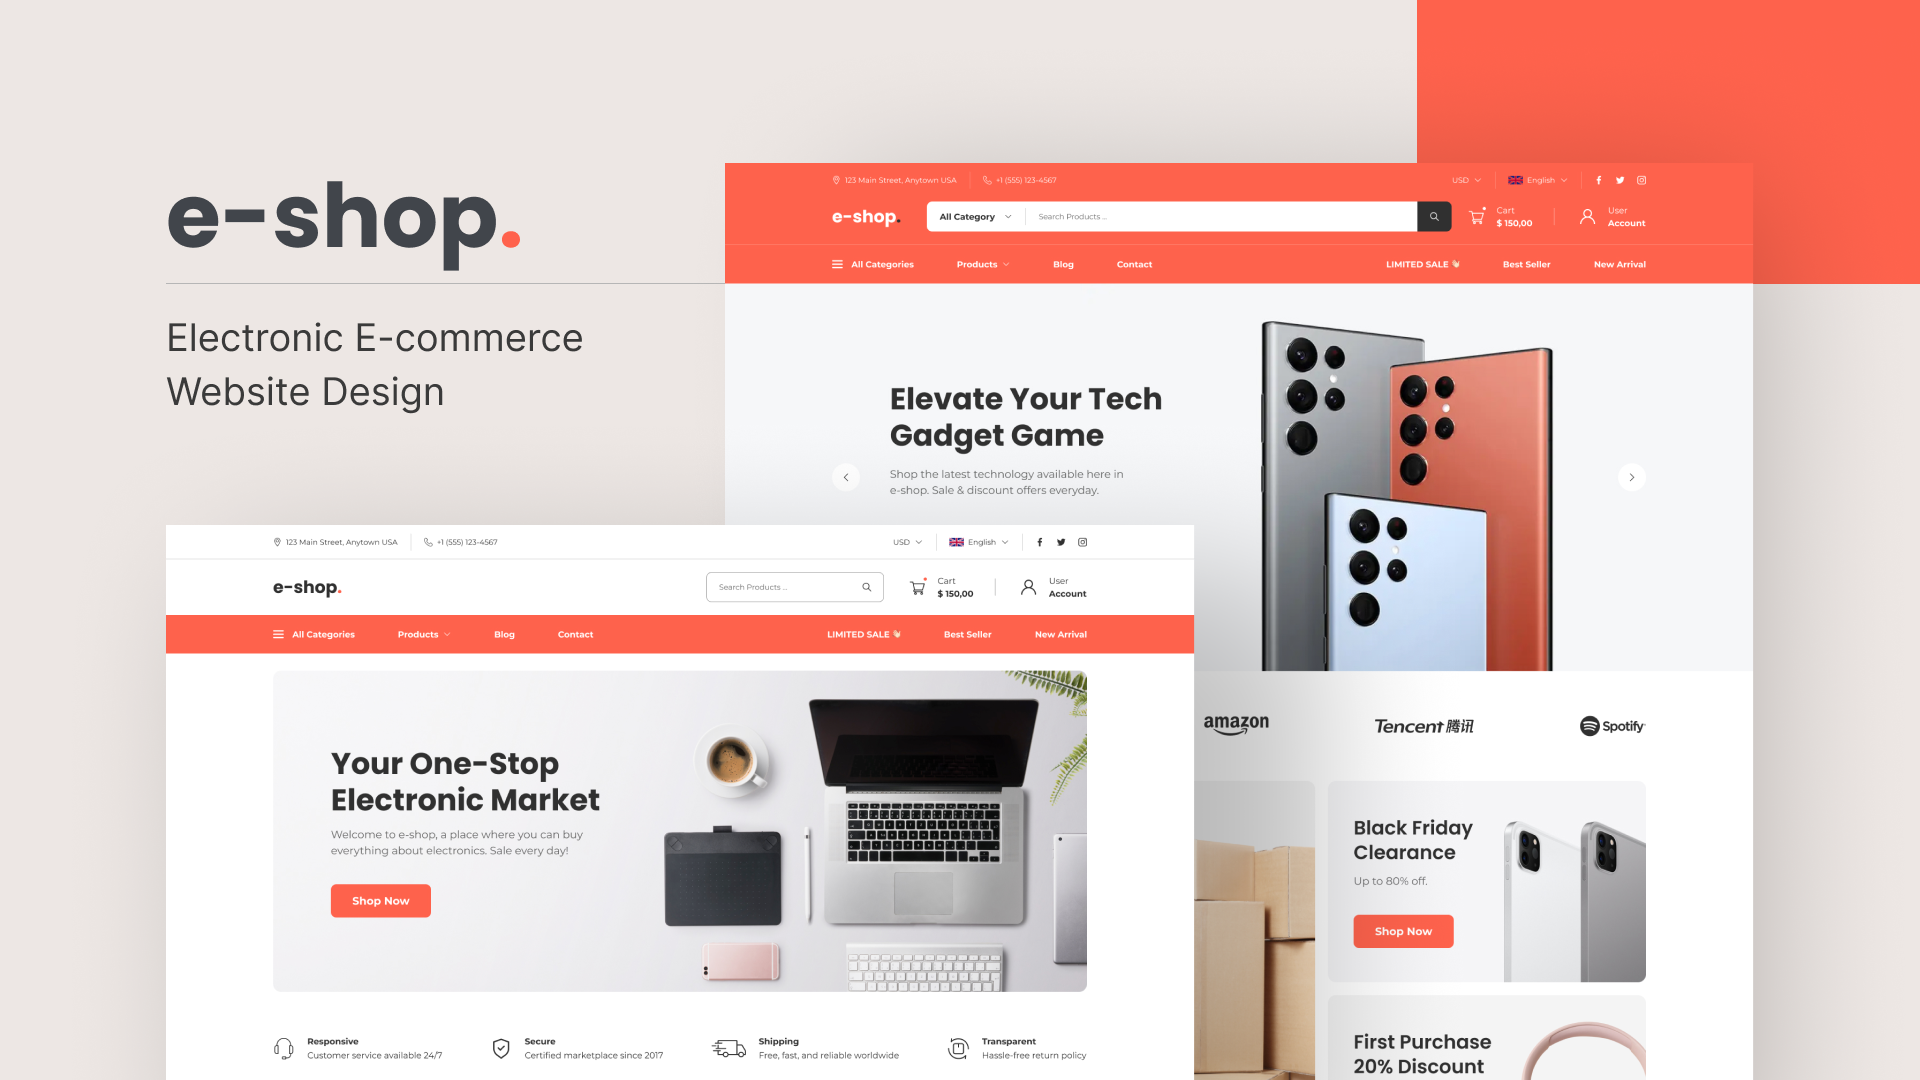 e-shop.
Electronic E-commerce
Website Design
123 Main Street, Anytown USA
+1 (555) 123-4567
USD
English
e-shop.
All Category
Search Products ...
Cart
$ 150,00
User
Account
All Categories
Products
Blog
Contact
LIMITED SALE
Best Seller
New Arrival
Elevate Your Tech
Gadget Game
Shop the latest technology available here in
e-shop. Sale & discount offers everyday.
amazon
Tencent 腾讯
Spotify
Black Friday
Clearance
Up to 80% off.
Shop Now
First Purchase
20% Discount
123 Main Street, Anytown USA
+1 (555) 123-4567
USD
English
e-shop.
Search Products ...
Cart
$ 150,00
User
Account
All Categories
Products
Blog
Contact
LIMITED SALE
Best Seller
New Arrival
Your One-Stop
Electronic Market
Welcome to e-shop, a place where you can buy
everything about electronics. Sale every day!
Shop Now
Responsive
Customer service available 24/7
Secure
Certified marketplace since 2017
Shipping
Free, fast, and reliable worldwide
Transparent
Hassle-free return policy